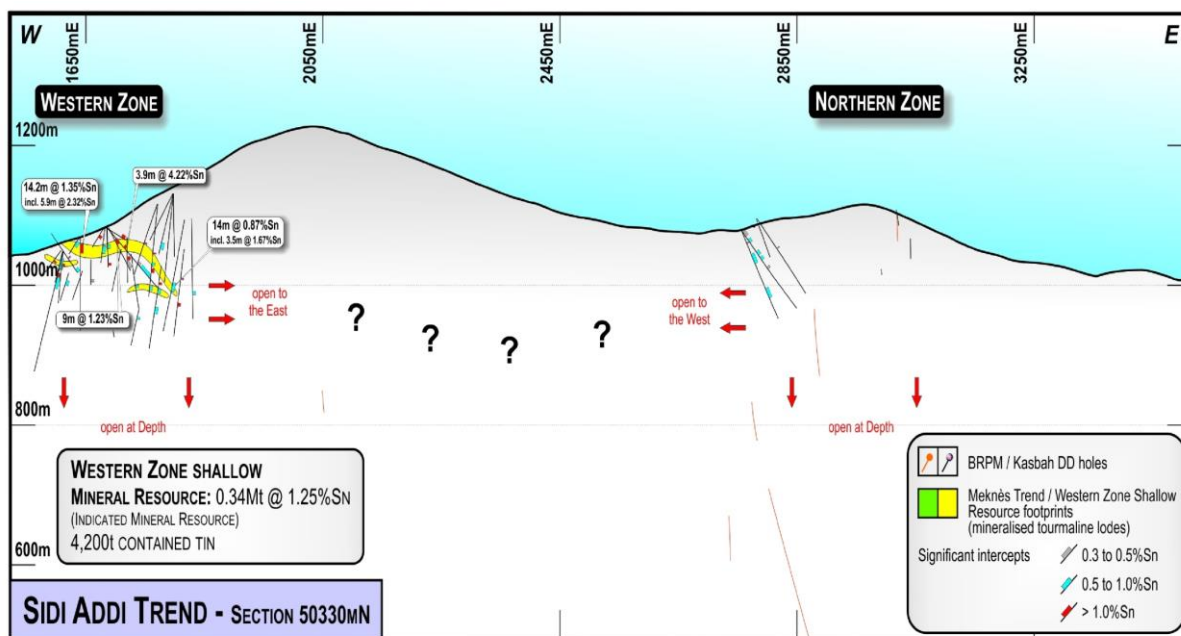 W
1650mE
2050mE
2450mE
2850mE
3250mE
E
WESTERN ZONE
NORTHERN ZONE
1200m
3.9m @ 4.22%Sn
14.2m @ 1.35%Sn
incl. 5.9m @ 2.32%Sn
14m @ 0.87%Sn
incl. 3.5m @ 1.67%Sn
1000m
open to
the East
open to
the West
9m @ 1.23%Sn
? ? ? ?
800m
open at Depth
open at Depth
WESTERN ZONE SHALLOW
MINERAL RESOURCE: 0.34Mt @ 1.25%SN
(INDICATED MINERAL RESOURCE)
4,200t CONTAINED TIN
600m
BRPM / Kasbah DD holes
Meknès Trend / Western Zone Shallow
Resource footprints
(mineralised tourmaline lodes)
Significant intercepts
0.3 to 0.5%Sn
0.5 to 1.0%Sn
> 1.0%Sn
SIDI ADDI TREND - SECTION 50330MN